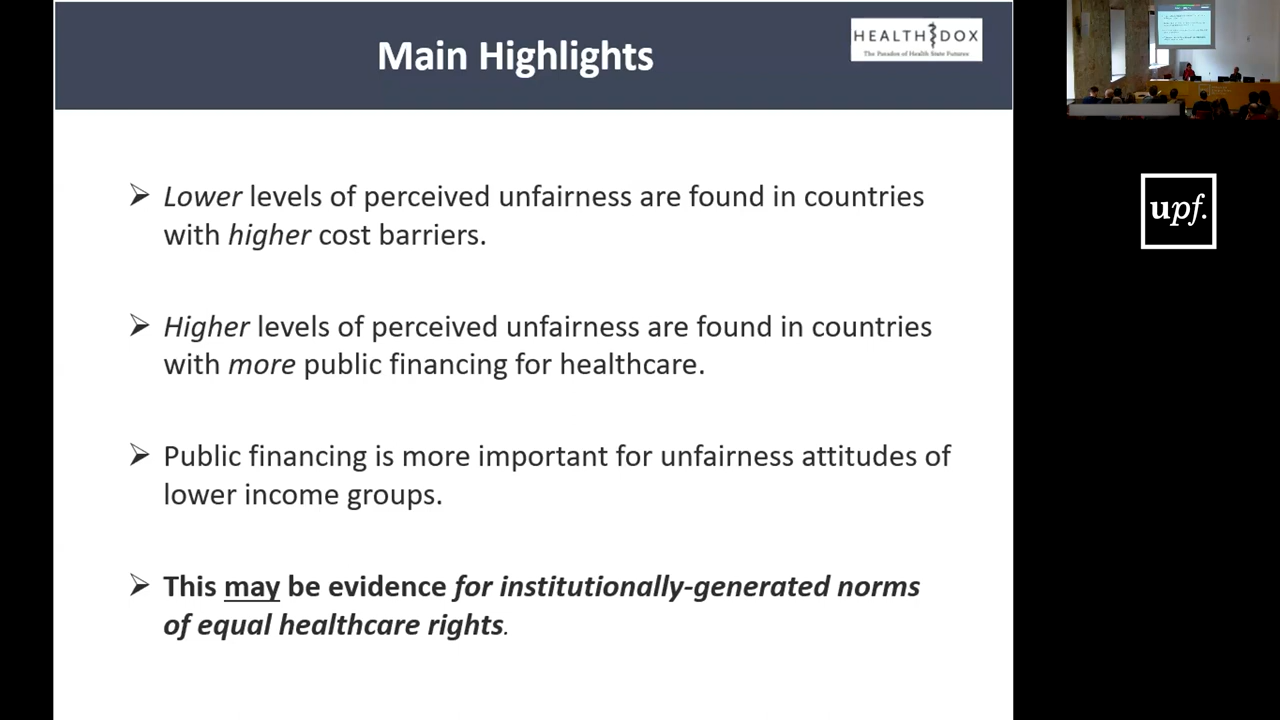 Main Highlights
HEALTH DOX
The Paradox of Health State Futures
➢ Lower levels of perceived unfairness are found in countries
with higher cost barriers.
➢ Higher levels of perceived unfairness are found in countries
with more public financing for healthcare.
➢ Public financing is more important for unfairness attitudes of
lower income groups.
➢ This may be evidence for institutionally-generated norms
of equal healthcare rights.
upf.